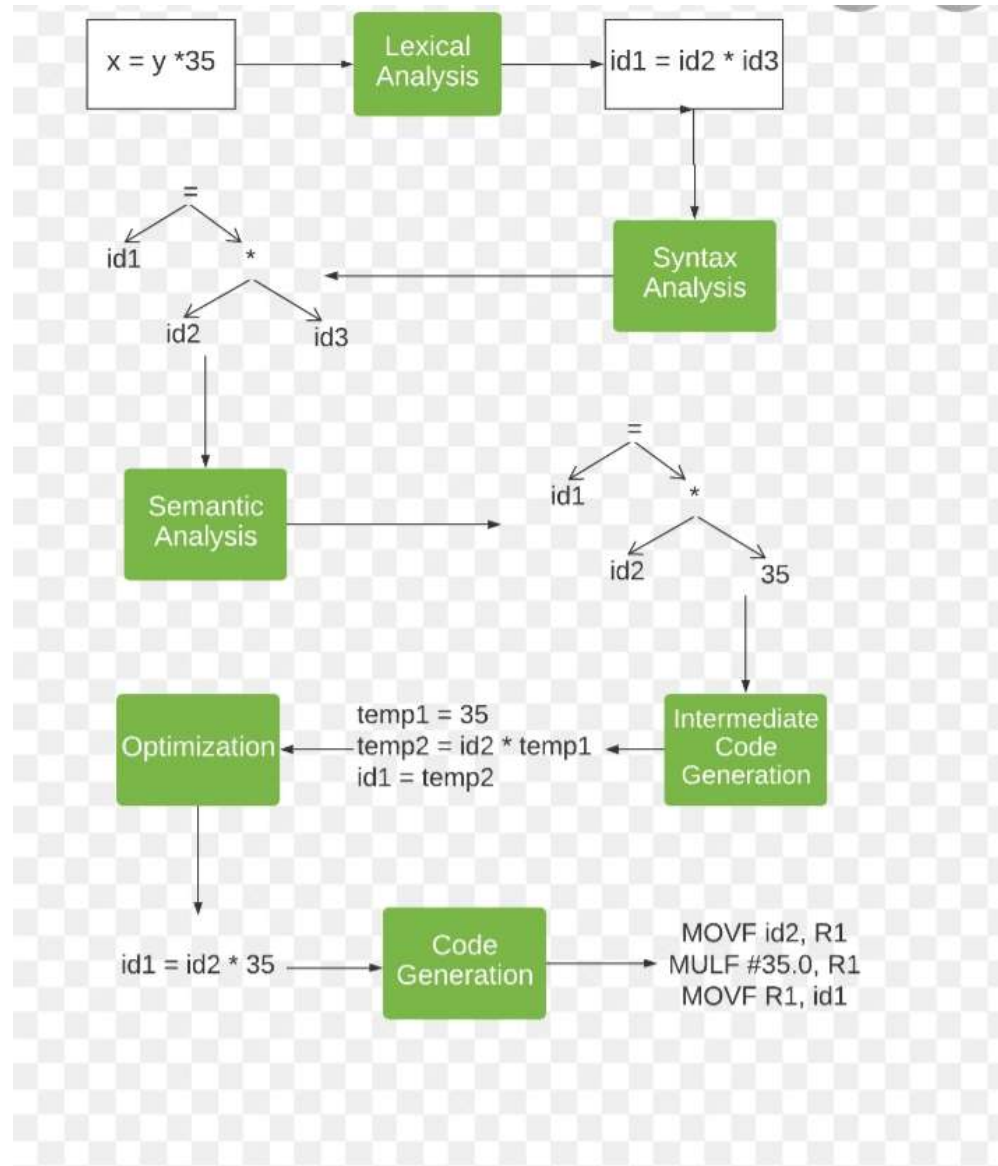 x = y *35
Lexical
Analysis
id1 = id2 * id3
=
id1
*
id2
id3
Syntax
Analysis
Semantic
Analysis
=
id1
*
id2
35
Intermediate
Code
Generation
temp1 = 35
temp2 = id2 * temp1
id1 = temp2
Optimization
id1 = id2 * 35
Code
Generation
MOVF id2, R1
MULF #35.0, R1
MOVF R1, id1